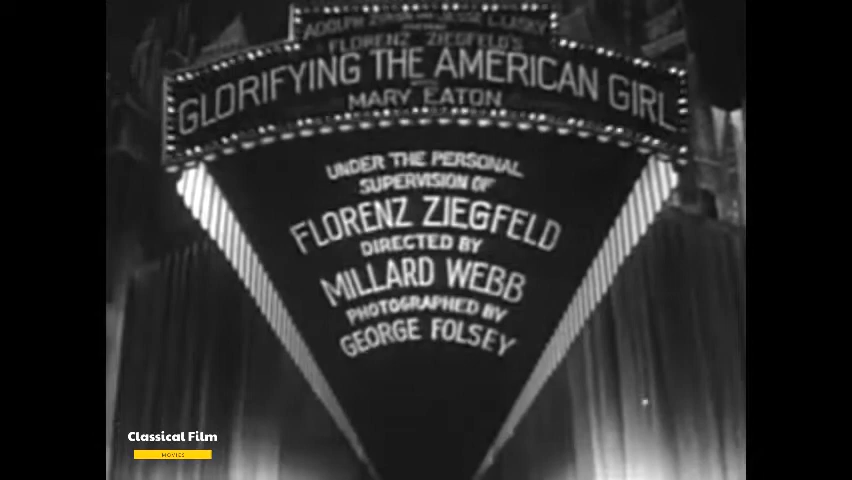 ADOLPH ZUKOR AND JESSE L. LASKY
FLORENZ ZIEGFELD'S
GLORIFYING THE AMERICAN GIRL
MARY EATON
UNDER THE PERSONAL
SUPERVISION OF
FLORENZ ZIEGFELD
DIRECTED BY
MILLARD WEBB
PHOTOGRAPHED BY
GEORGE FOLSEY
Classical Film
MOVIES